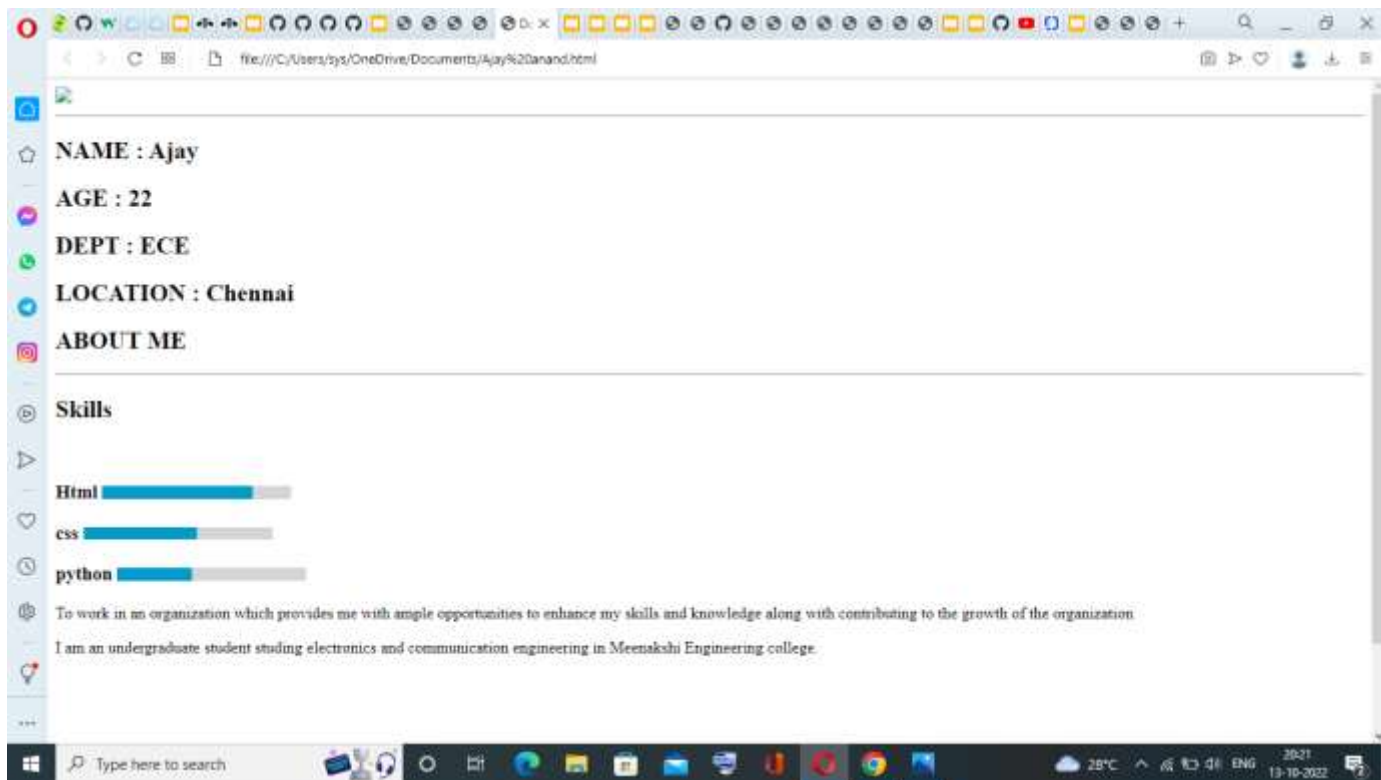 file:///C:/Users/sys/OneDrive/Documents/Ajay%20anand.html
NAME : Ajay
AGE : 22
DEPT : ECE
LOCATION : Chennai
ABOUT ME
Skills
Html
css
python
To work in an organization which provides me with ample opportunities to enhance my skills and knowledge along with contributing to the growth of the organization
I am an undergraduate student studing electronics and communication engineering in Meenakshi Engineering college.
Type here to search
28°C
ENG
20:21
13-10-2022